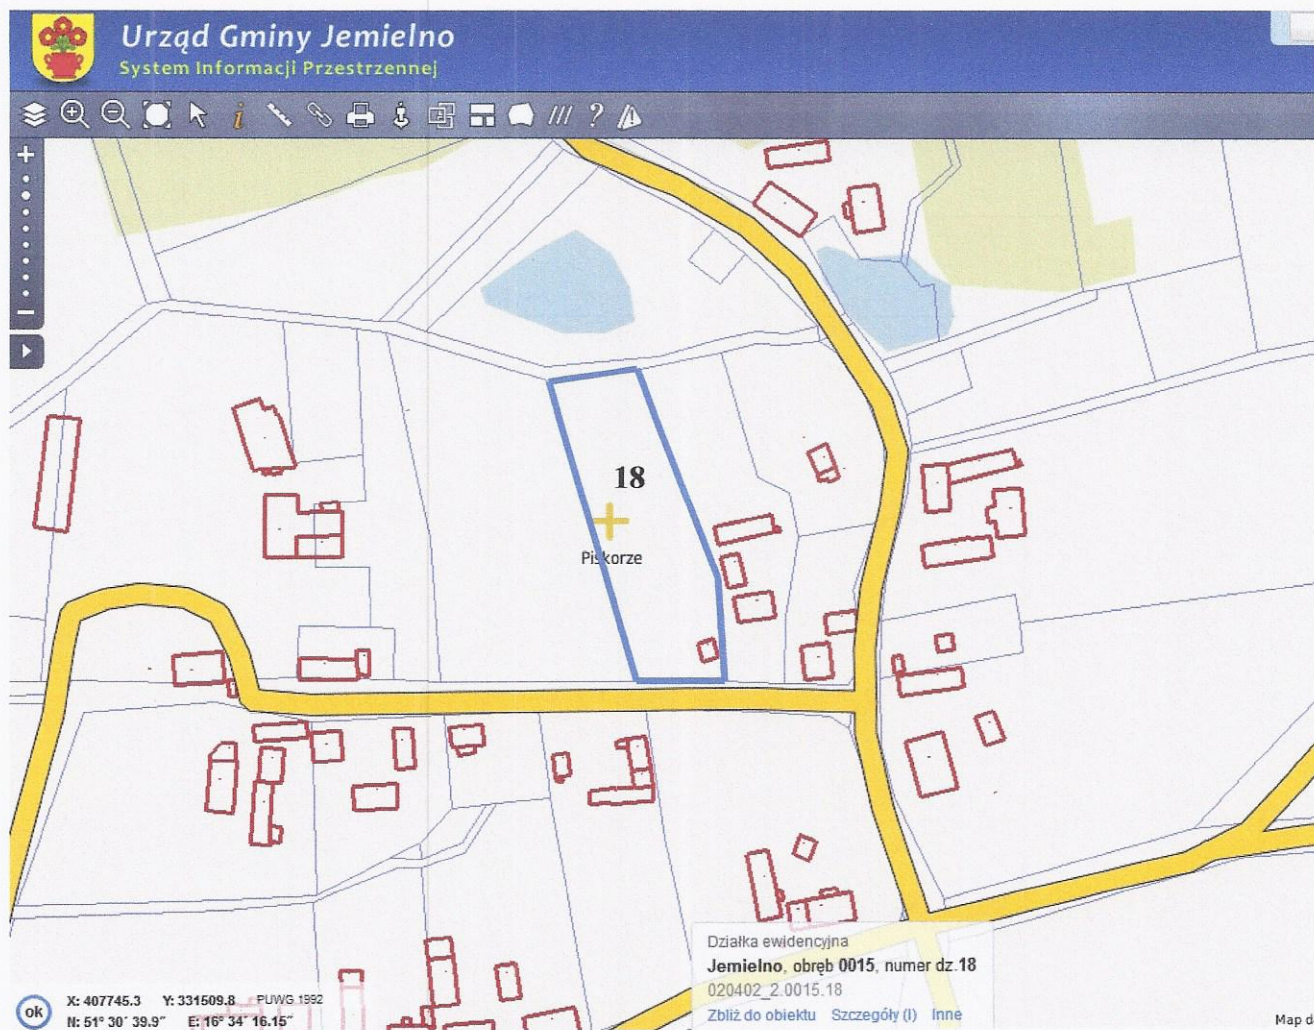 Urząd Gminy Jemielno
System Informacji Przestrzennej
18
Piskorze
Działka ewidencyjna
Jemielno, obręb 0015, numer dz.18
020402_2.0015.18
Zbliż do obiektu Szczegóły (I) Inne
ok
X: 407745.3 Y: 331509.8 PUWG 1992
N: 51° 30' 39.9" E: 16° 34' 16.15"
Map d